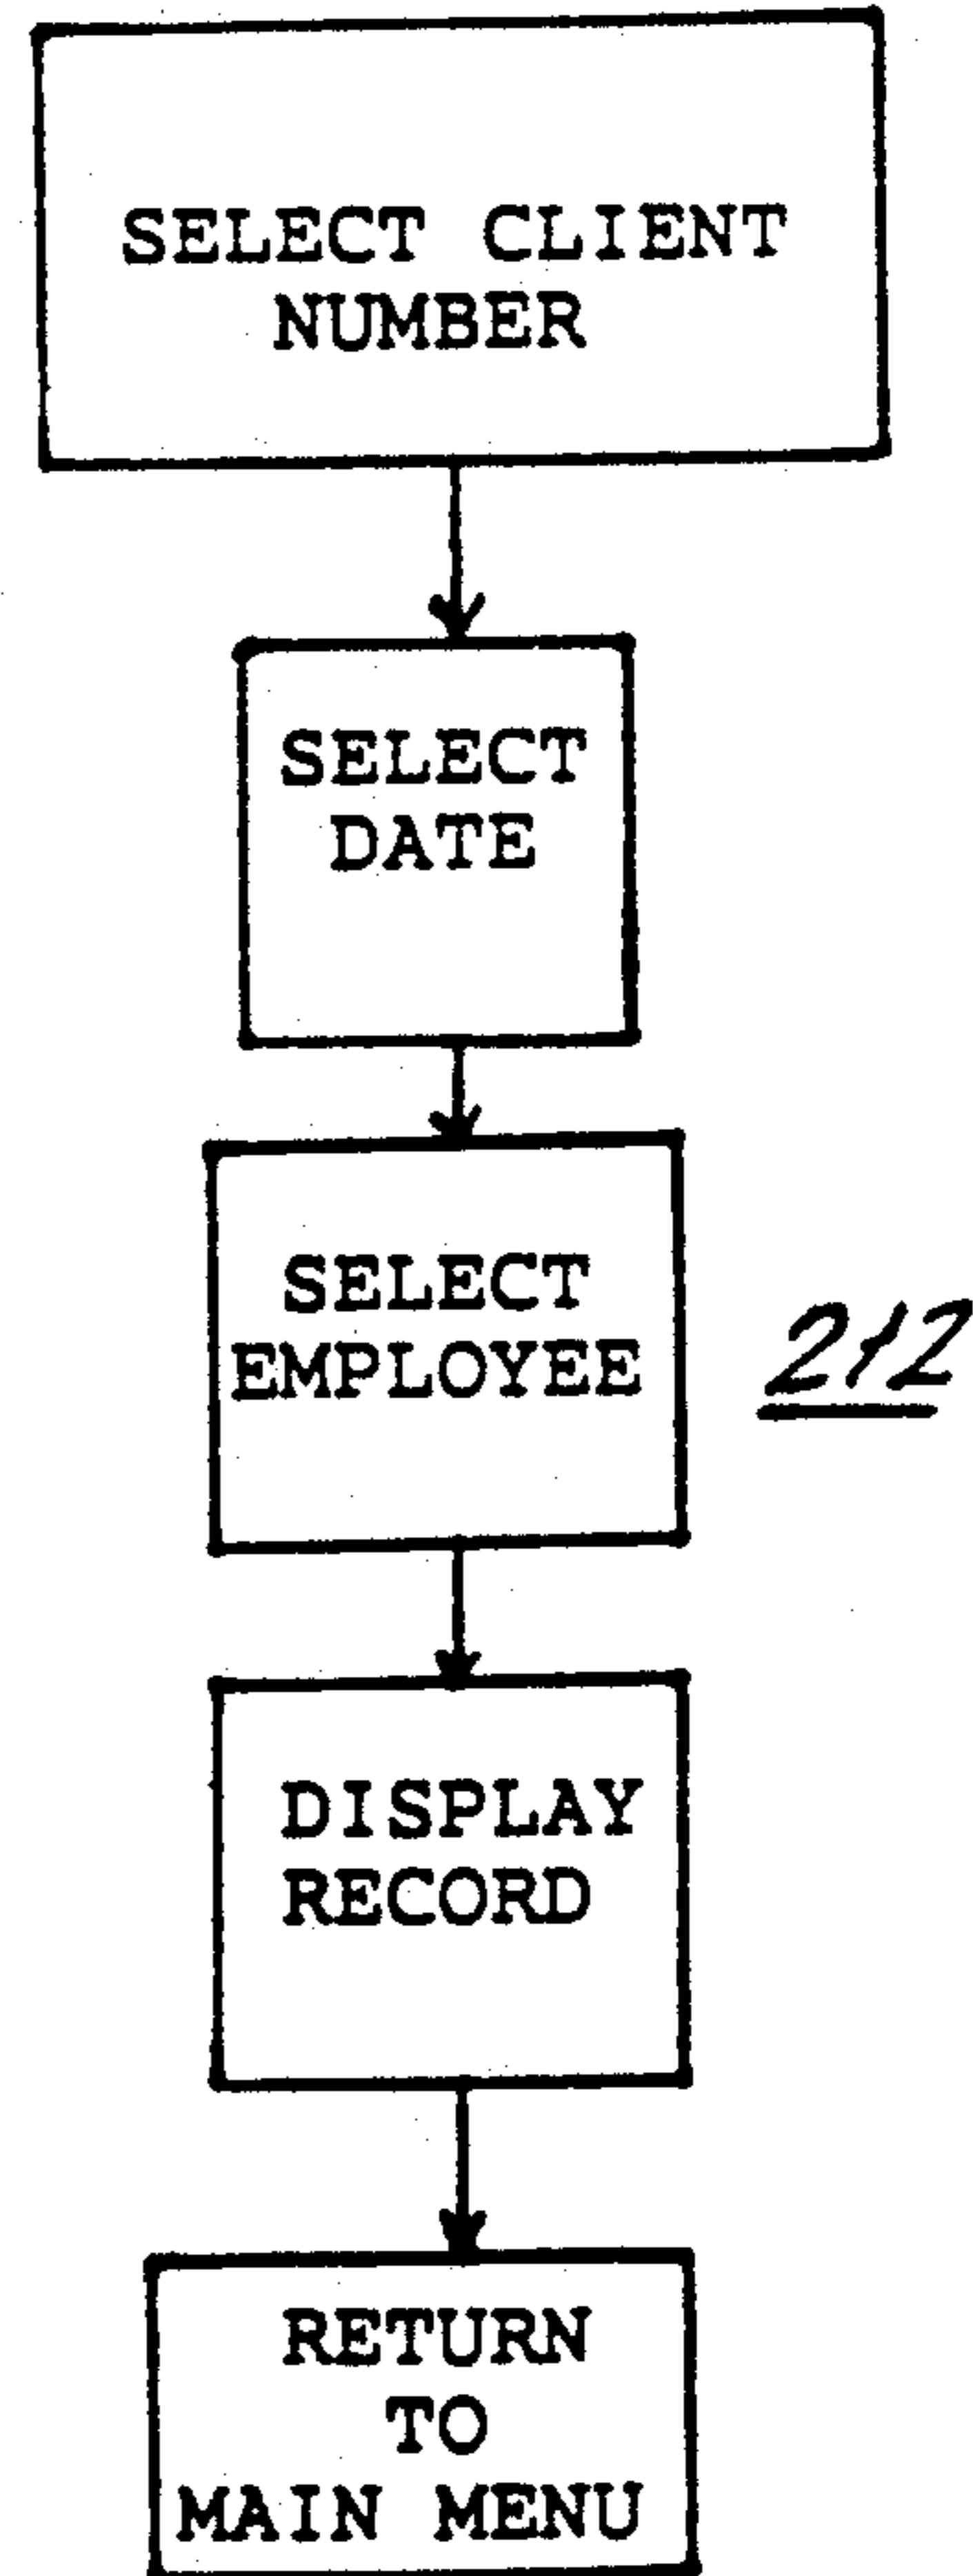 SELECT CLIENT
NUMBER
SELECT
DATE
SELECT
EMPLOYEE
212
DISPLAY
RECORD
RETURN
TO
MAIN MENU